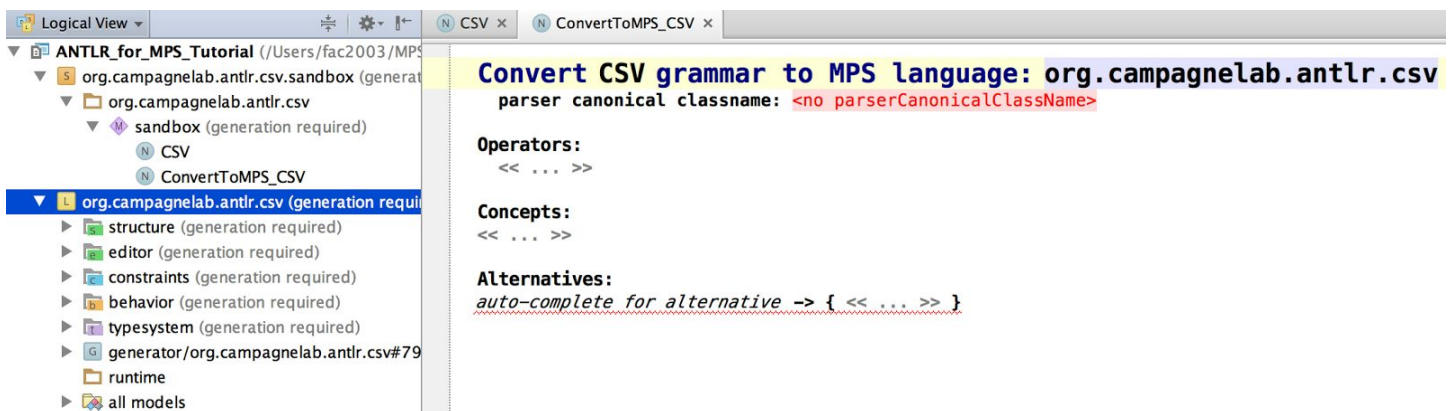 Logical View
CSV ×
ConvertToMPS_CSV ×
ANTLR_for_MPS_Tutorial (/Users/fac2003/MPS
org.campagnelab.antlr.csv.sandbox (generat
org.campagnelab.antlr.csv
sandbox (generation required)
CSV
ConvertToMPS_CSV
org.campagnelab.antlr.csv (generation requi
structure (generation required)
editor (generation required)
constraints (generation required)
behavior (generation required)
typesystem (generation required)
generator/org.campagnelab.antlr.csv#79
runtime
all models
Convert CSV grammar to MPS language: org.campagnelab.antlr.csv
parser canonical classname: <no parserCanonicalClassName>
Operators:
<< ... >>
Concepts:
<< ... >>
Alternatives:
auto-complete for alternative -> { << ... >> }